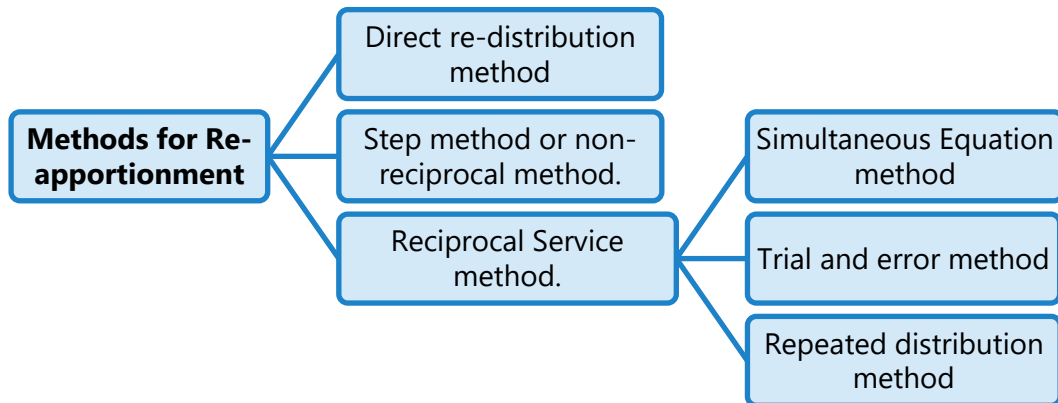 Methods for Re-
apportionment
Direct re-distribution
method
Step method or non-
reciprocal method.
Reciprocal Service
method.
Simultaneous Equation
method
Trial and error method
Repeated distribution
method